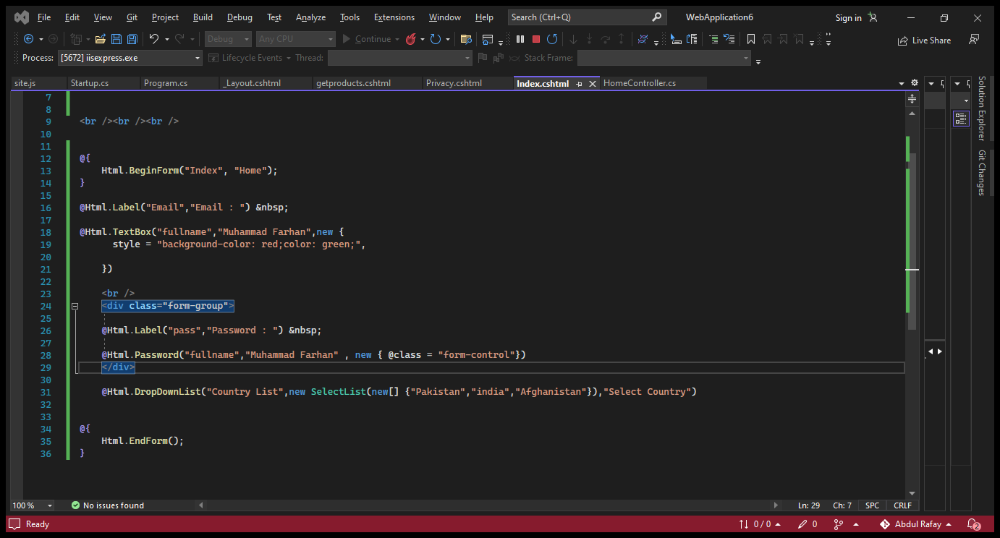 File Edit View Git Project Build Debug Test Analyze Tools Extensions Window Help Search (Ctrl+Q) WebApplication6 Sign in
Debug Any CPU Continue Live Share
Process: [5672] iisexpress.exe Lifecycle Events Thread: Stack Frame:
site.js Startup.cs Program.cs _Layout.cshtml getproducts.cshtml Privacy.cshtml Index.cshtml HomeController.cs
7
8
9 <br /><br /><br />
10
11
12 @{
13 Html.BeginForm("Index", "Home");
14 }
15
16 @Html.Label("Email","Email : ") &nbsp;
17
18 @Html.TextBox("fullname","Muhammad Farhan",new {
19 style = "background-color: red;color: green;",
20
21 })
22
23 <br />
24 <div class="form-group">
25
26 @Html.Label("pass","Password : ") &nbsp;
27
28 @Html.Password("fullname","Muhammad Farhan" , new { @class = "form-control"})
29 </div>
30
31 @Html.DropDownList("Country List",new SelectList(new[] {"Pakistan","india","Afghanistan"}),"Select Country")
32
33
34 @{
35 Html.EndForm();
36 }
Solution Explorer
Git Changes
100 % No issues found Ln: 29 Ch: 7 SPC CRLF
Ready 0 / 0 0 Abdul Rafay 2